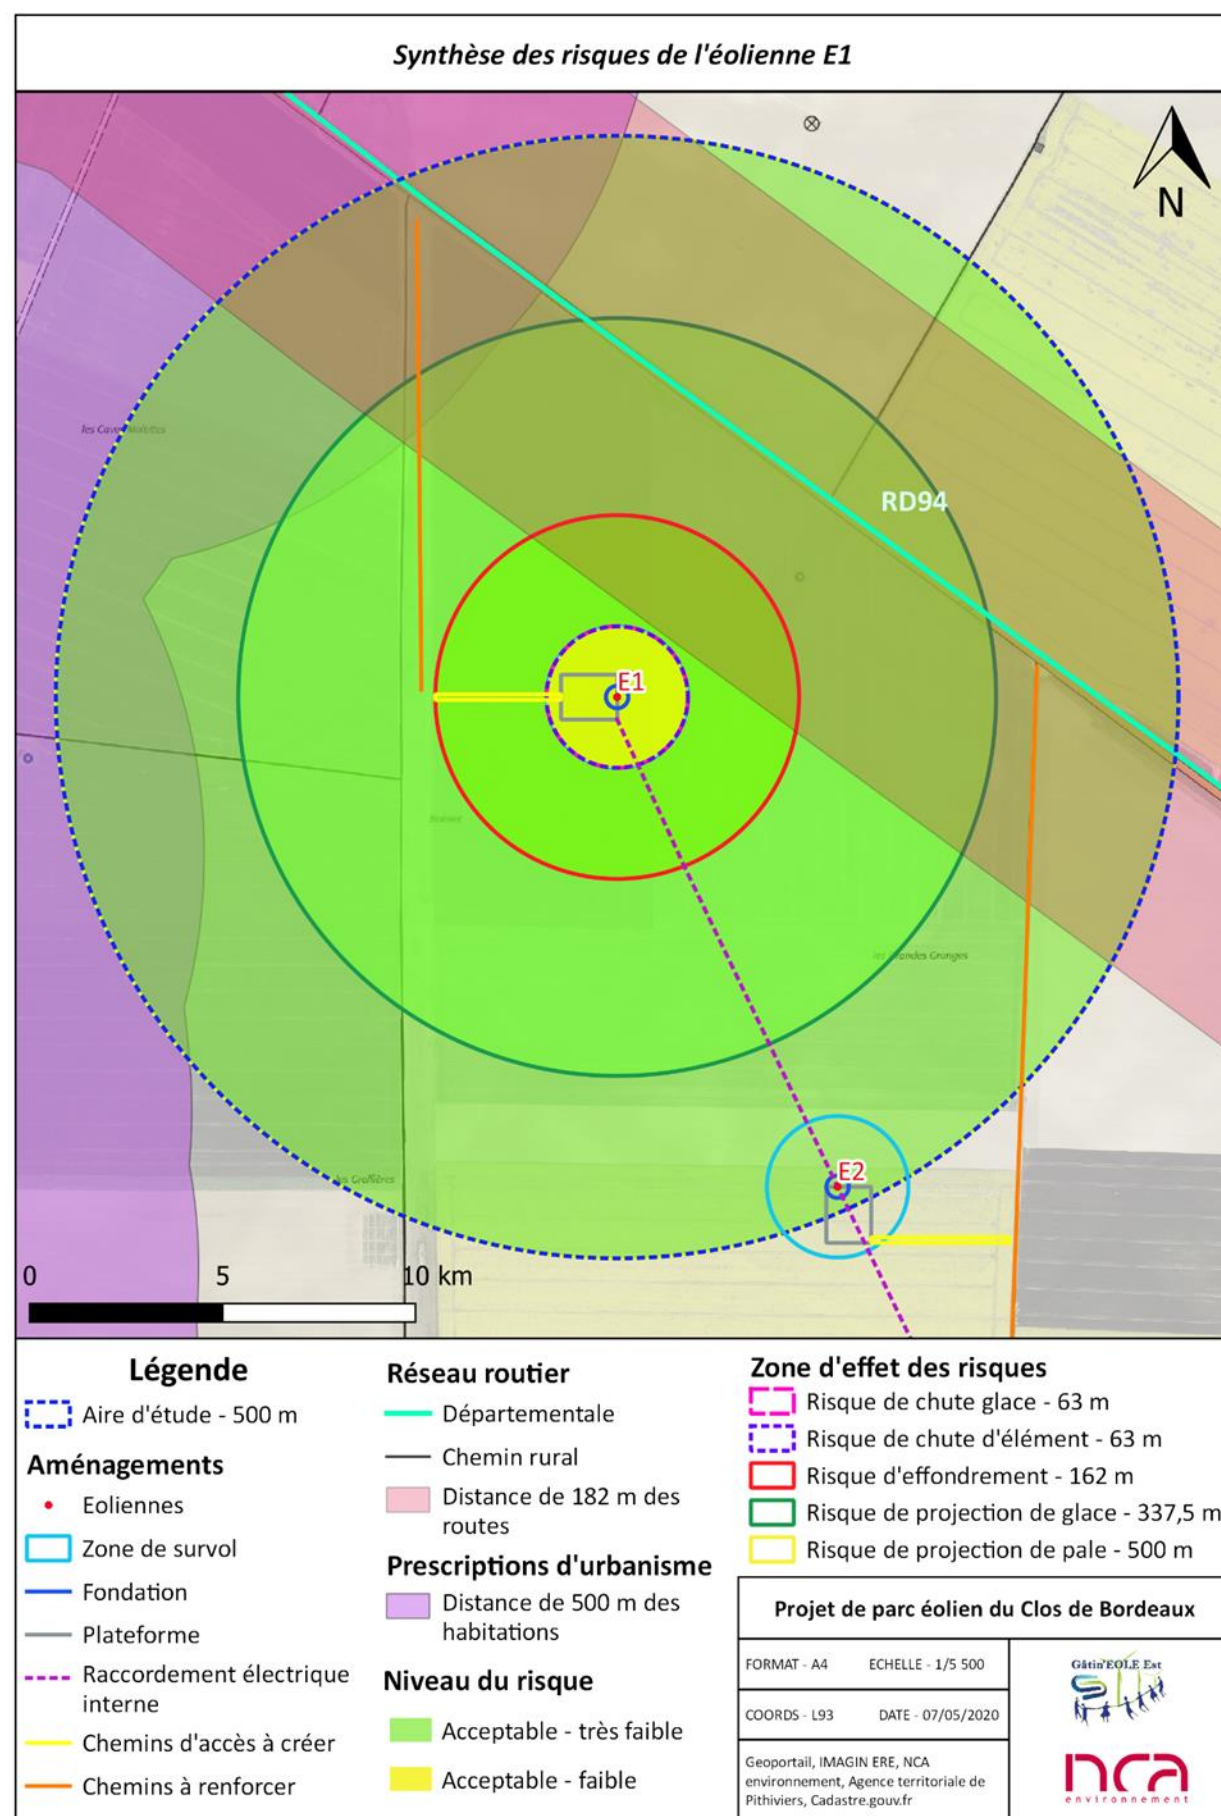 Synthèse des risques de l'éolienne E1
N
RD94
E1
les Grandes Granges
E2
les Graffières
0 5 10 km
Légende
Aire d'étude - 500 m
Aménagements
Eoliennes
Zone de survol
Fondation
Plateforme
Raccordement électrique
interne
Chemins d'accès à créer
Chemins à renforcer
Réseau routier
Départementale
Chemin rural
Distance de 182 m des
routes
Prescriptions d'urbanisme
Distance de 500 m des
habitations
Niveau du risque
Acceptable - très faible
Acceptable - faible
Zone d'effet des risques
Risque de chute glace - 63 m
Risque de chute d'élément - 63 m
Risque d'effondrement - 162 m
Risque de projection de glace - 337,5 m
Risque de projection de pale - 500 m
Projet de parc éolien du Clos de Bordeaux
FORMAT - A4 ECHELLE - 1/5 500
COORDS - L93 DATE - 07/05/2020
Geoportail, IMAGIN ERE, NCA
environnement, Agence territoriale de
Pithiviers, Cadastre.gouv.fr
Gâtin'EOLE Est
nca
environnement